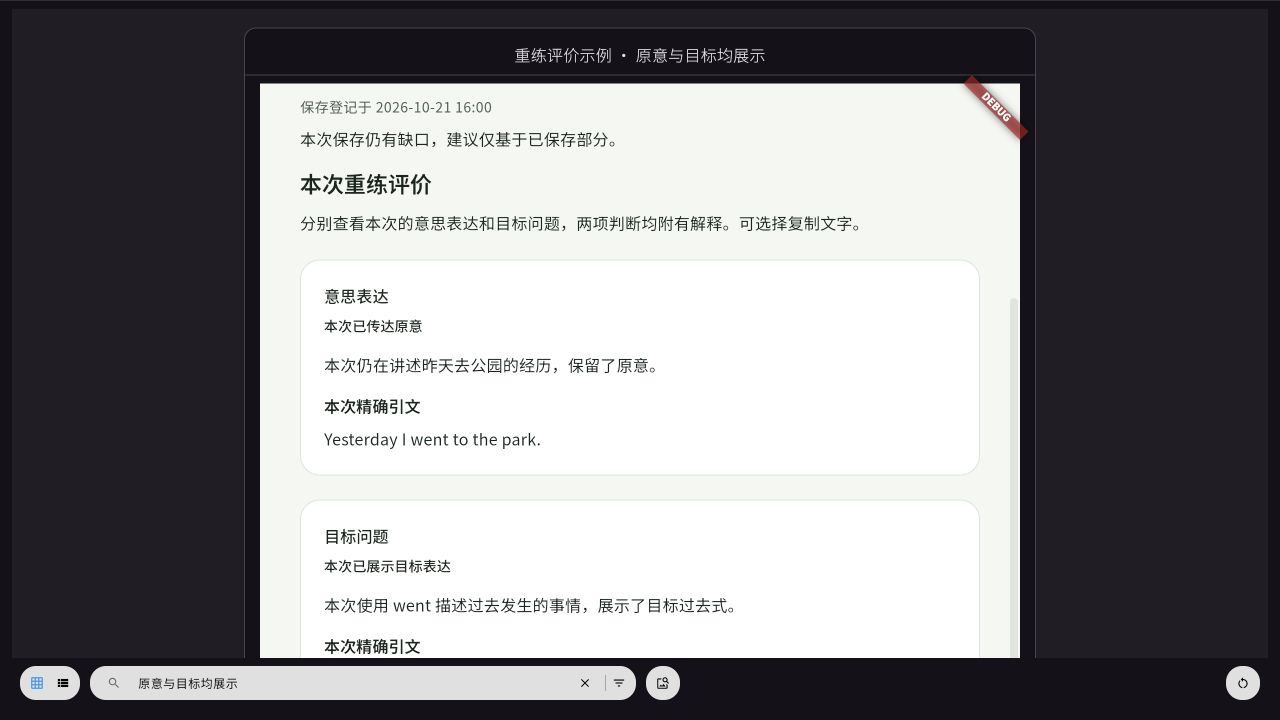 重练评价示例 · 原意与目标均展示
DEBUG
保存登记于 2026-10-21 16:00
本次保存仍有缺口，建议仅基于已保存部分。
本次重练评价
分别查看本次的意思表达和目标问题，两项判断均附有解释。可选择复制文字。
意思表达
本次已传达原意
本次仍在讲述昨天去公园的经历，保留了原意。
本次精确引文
Yesterday I went to the park.
目标问题
本次已展示目标表达
本次使用 went 描述过去发生的事情，展示了目标过去式。
本次精确引文
原意与目标均展示